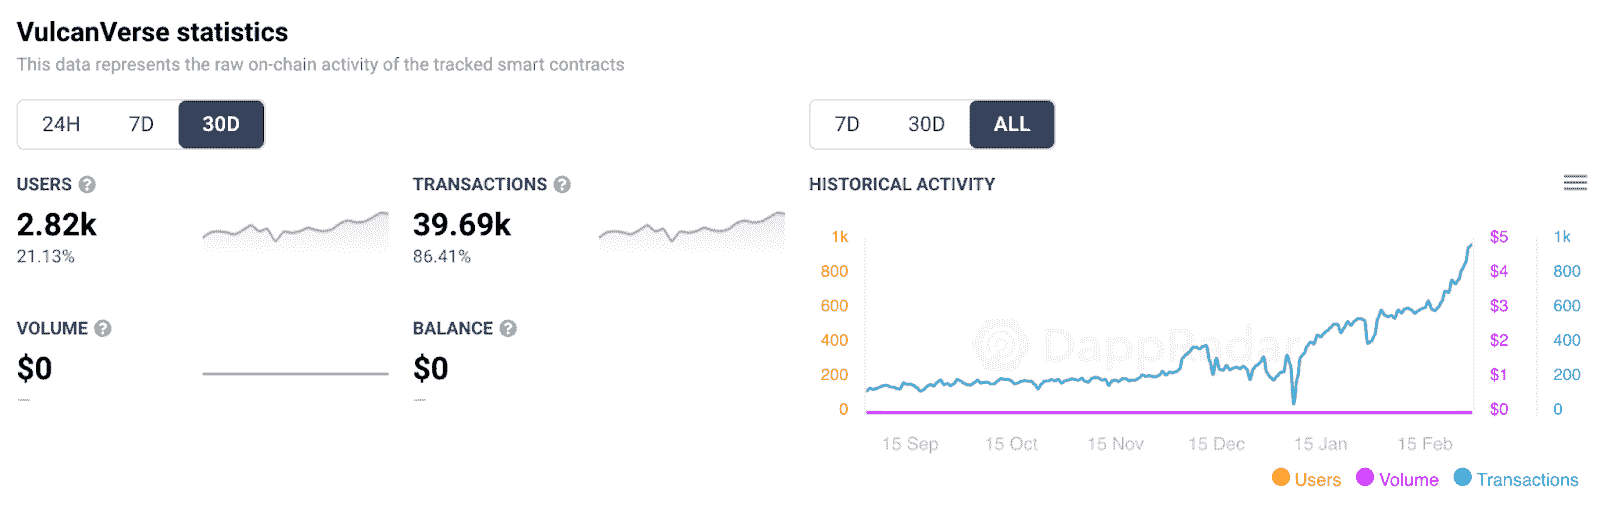 VulcanVerse statistics
This data represents the raw on-chain activity of the tracked smart contracts
24H 7D 30D
7D 30D ALL
USERS ?
2.82k
21.13%
TRANSACTIONS ?
39.69k
86.41%
VOLUME ?
$0
BALANCE ?
$0
HISTORICAL ACTIVITY
1k $5 1k
800 $4 800
600 $3 600
400 $2 400
200 $1 200
0 $0 0
DappRadar
15 Sep 15 Oct 15 Nov 15 Dec 15 Jan 15 Feb
Users Volume Transactions